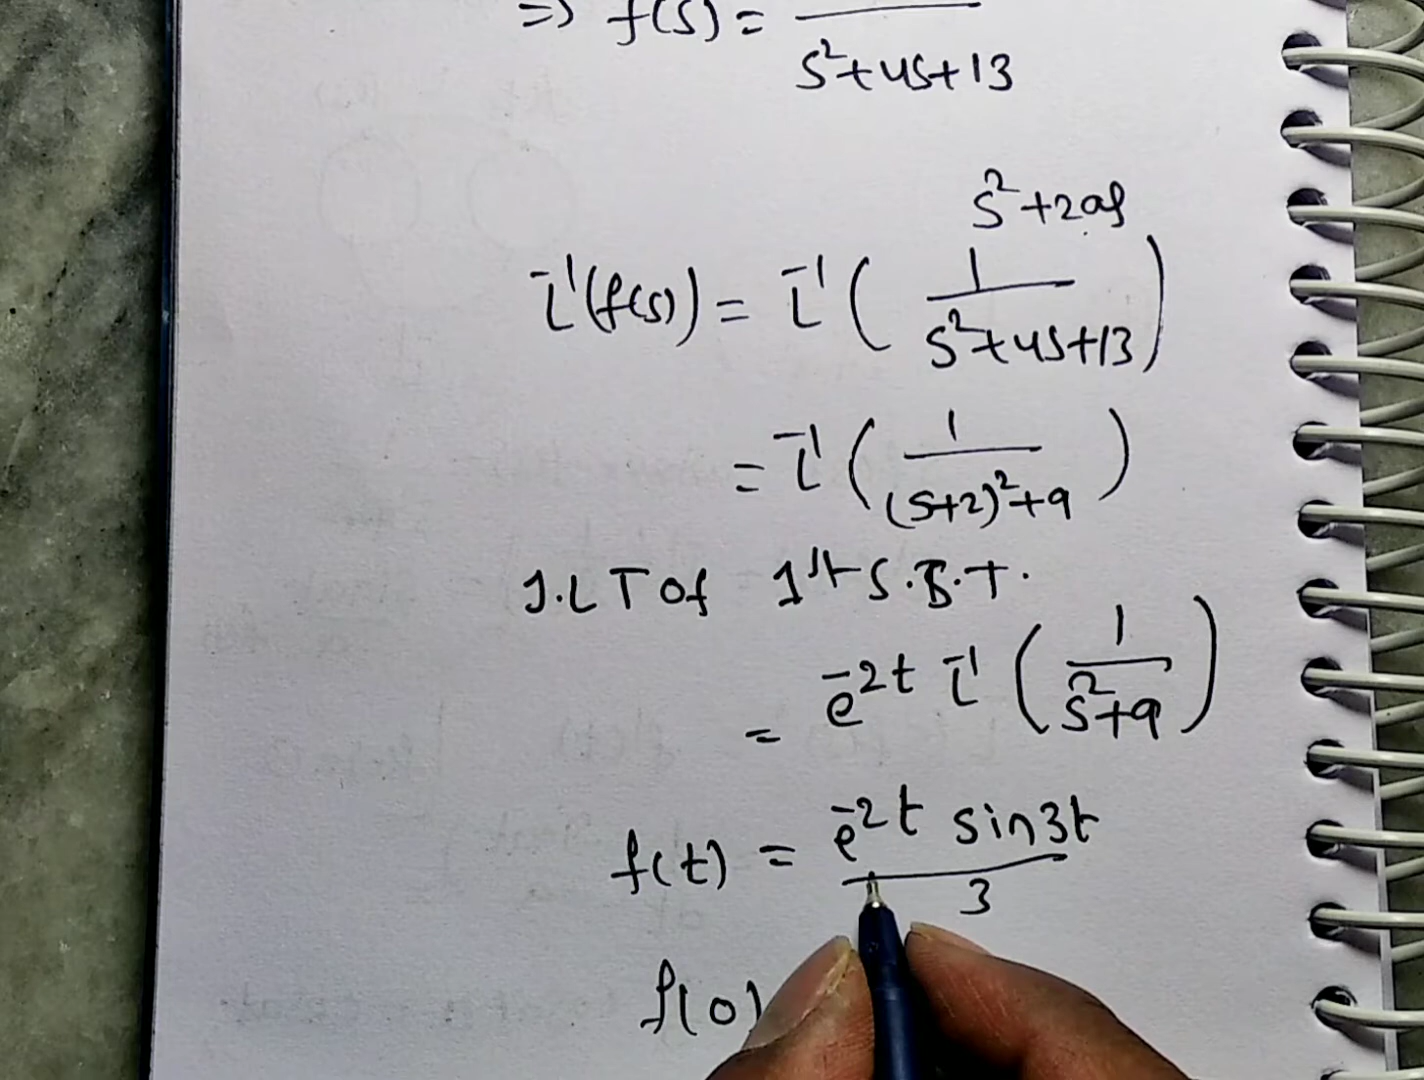 => f(s) = 
s²+4s+13
s²+2as
L⁻¹(f(s)) = L⁻¹( 1/(s²+4s+13) )
= L⁻¹( 1/((s+2)²+9) )
I.LT of 1st S.B.T.
= e⁻²ᵗ L⁻¹( 1/(s²+9) )
f(t) = e⁻²ᵗ sin3t / 3
f(0)